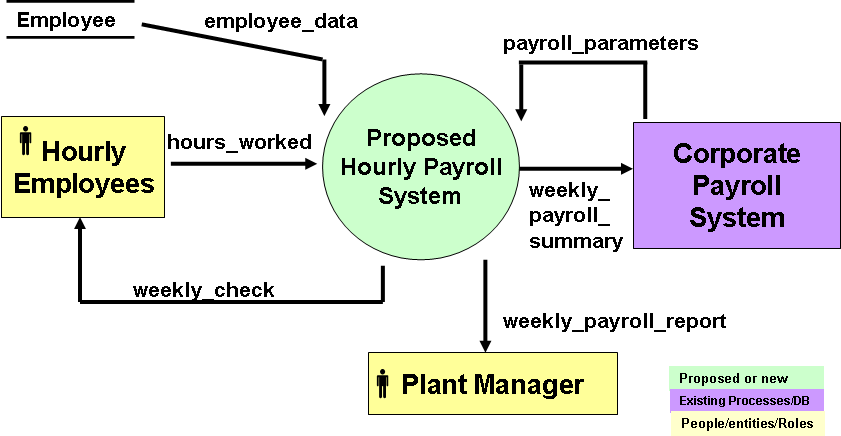 Employee
employee_data
payroll_parameters
Hourly
Employees
hours_worked
Proposed
Hourly Payroll
System
Corporate
Payroll
System
weekly_
payroll_
summary
weekly_check
weekly_payroll_report
Plant Manager
Proposed or new
Existing Processes/DB
People/entities/Roles